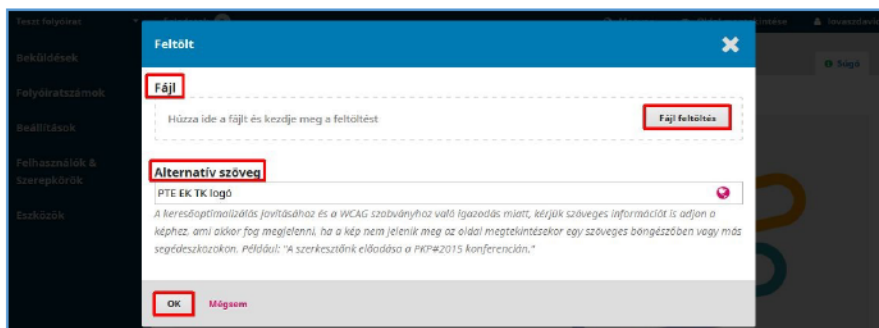 Teszt folyóirat
Feltölt
Beküldések
Súgó
Folyóiratszámok
Fájl
Húzza ide a fájlt és kezdje meg a feltöltést
Fájl feltöltés
Beállítások
Felhasználók &
Szerepkörök
Alternatív szöveg
PTE EK TK logó
Eszközök
A keresőoptimalizálás javításához és a WCAG szabványhoz való igazodás miatt, kérjük szöveges információt is adjon a
képhez, ami akkor fog megjelenni, ha a kép nem jelenik meg az oldal megtekintésekor egy szöveges böngészőben vagy más
segédeszközökön. Például: "A szerkesztőnk előadása a PKP#2015 konferencián."
OK
Mégsem